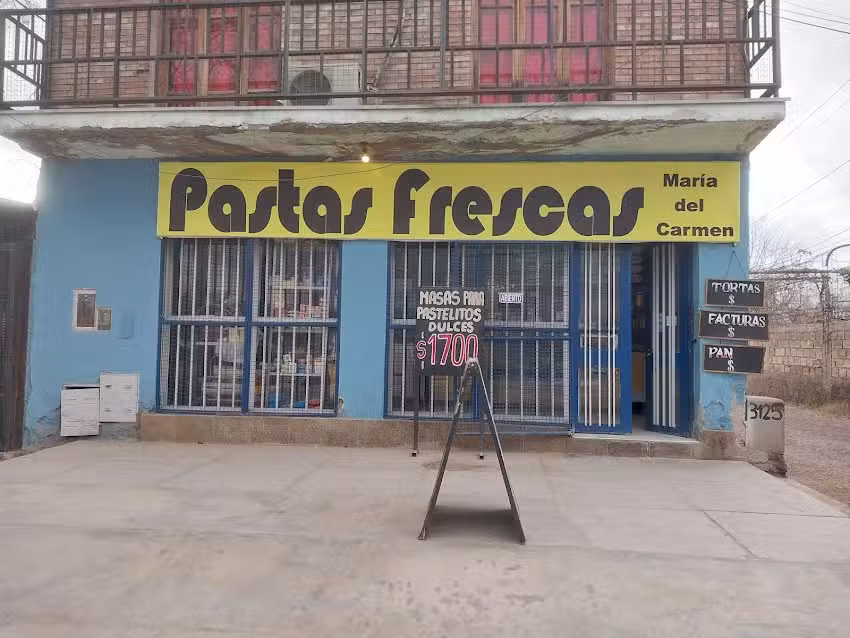 Pastas Frescas
María
del
Carmen
MASAS PARA
PASTELITOS
DULCES
$1700
ABIERTO
TORTAS
$
FACTURAS
$
PAN
$
3125